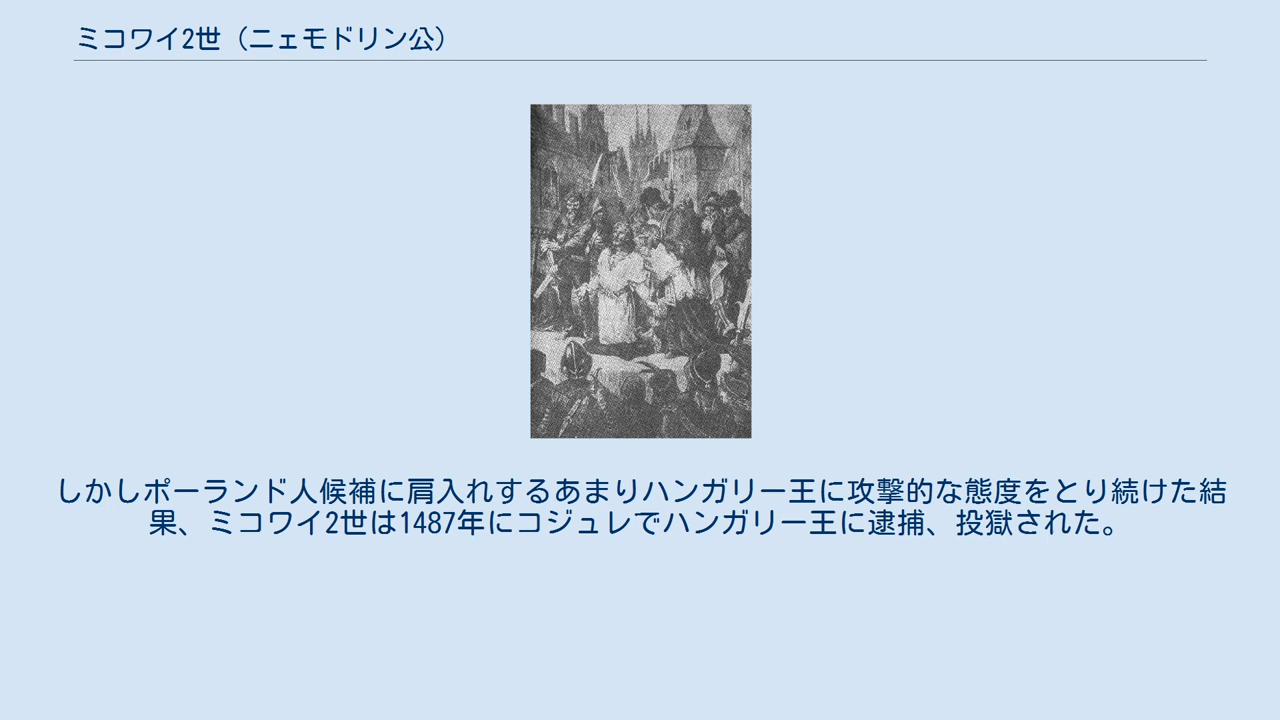 ミコワイ2世（ニェモドリン公）
しかしポーランド人候補に肩入れするあまりハンガリー王に攻撃的な態度をとり続けた結
果、ミコワイ2世は1487年にコジュレでハンガリー王に逮捕、投獄された。